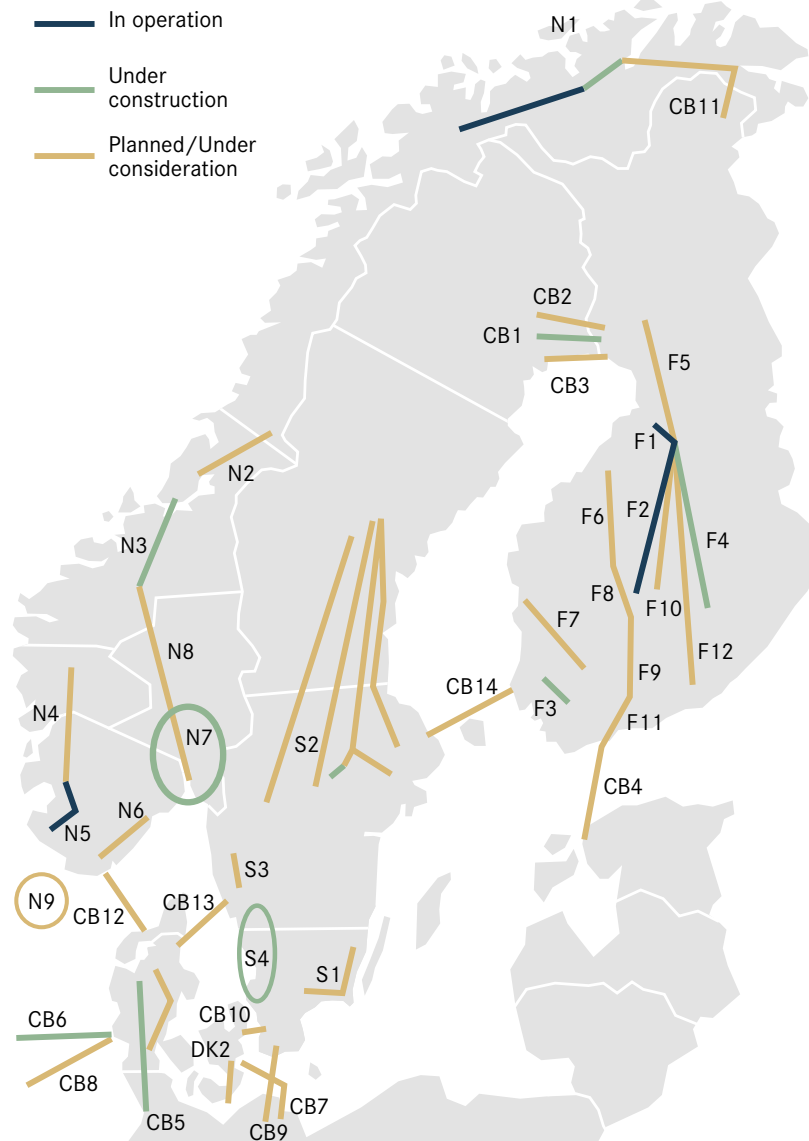 In operation
Under
construction
Planned/Under
consideration
N1
CB11
CB2
CB1
CB3
F5
F1
N2
F2
F6
F4
N3
F8
F10
F7
N8
F12
CB14
F9
N4
F3
N7
S2
F11
CB4
N6
N5
S3
N9
CB13
CB12
S4
S1
CB10
CB6
DK2
CB8
CB7
CB5
CB9